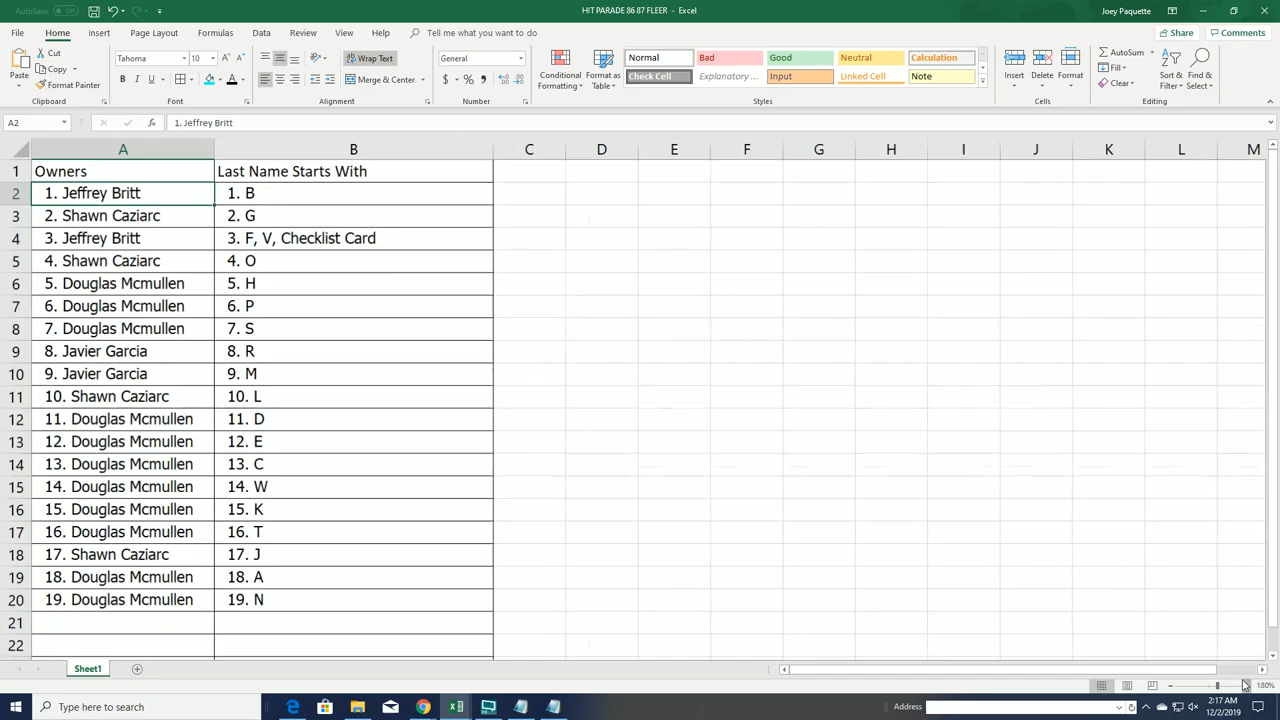 AutoSave Off
HIT PARADE 86 87 FLEER - Excel
Joey Paquette
File Home Insert Draw Page Layout Formulas Data Review View Help Tell me what you want to do
Share Comments
Paste
Cut
Copy
Format Painter
Clipboard
Tahoma 10
B I U
Font
Wrap Text
Merge & Center
Alignment
General
$ % ,
Number
Conditional Formatting
Format as Table
Normal Bad Good Neutral Calculation
Check Cell Explanatory ... Input Linked Cell Note
Styles
Insert Delete Format
Cells
AutoSum
Fill
Clear
Sort & Filter
Find & Select
Editing
A2 fx 1. Jeffrey Britt
A B C D E F G H I J K L M
1 Owners Last Name Starts With
2 1. Jeffrey Britt 1. B
3 2. Shawn Caziarc 2. G
4 3. Jeffrey Britt 3. F, V, Checklist Card
5 4. Shawn Caziarc 4. O
6 5. Douglas Mcmullen 5. H
7 6. Douglas Mcmullen 6. P
8 7. Douglas Mcmullen 7. S
9 8. Javier Garcia 8. R
10 9. Javier Garcia 9. M
11 10. Shawn Caziarc 10. L
12 11. Douglas Mcmullen 11. D
13 12. Douglas Mcmullen 12. E
14 13. Douglas Mcmullen 13. C
15 14. Douglas Mcmullen 14. W
16 15. Douglas Mcmullen 15. K
17 16. Douglas Mcmullen 16. T
18 17. Shawn Caziarc 17. J
19 18. Douglas Mcmullen 18. A
20 19. Douglas Mcmullen 19. N
21
22
Sheet1
180%
Type here to search
Address
2:17 AM
12/2/2019